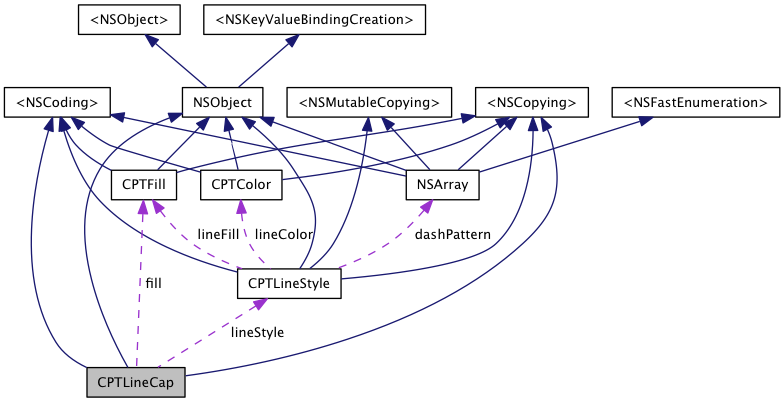 <NSObject>
<NSKeyValueBindingCreation>
<NSCoding>
NSObject
<NSMutableCopying>
<NSCopying>
<NSFastEnumeration>
CPTFill
CPTColor
NSArray
lineFill
lineColor
dashPattern
fill
CPTLineStyle
lineStyle
CPTLineCap